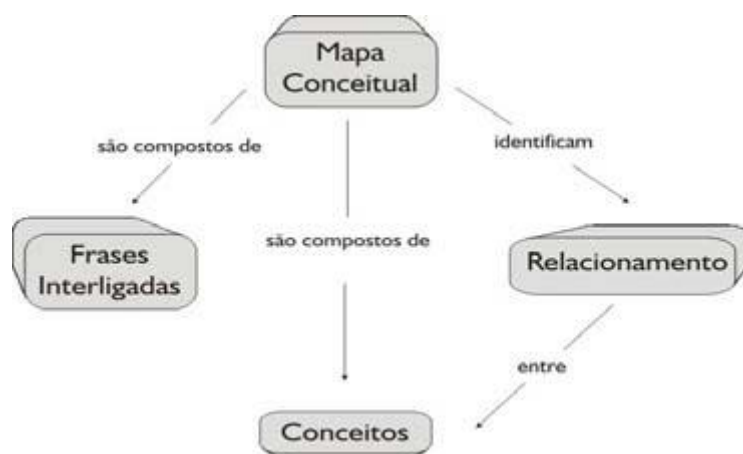 Mapa
Conceitual
são compostos de
identificam
são compostos de
Frases
Interligadas
Relacionamento
entre
Conceitos